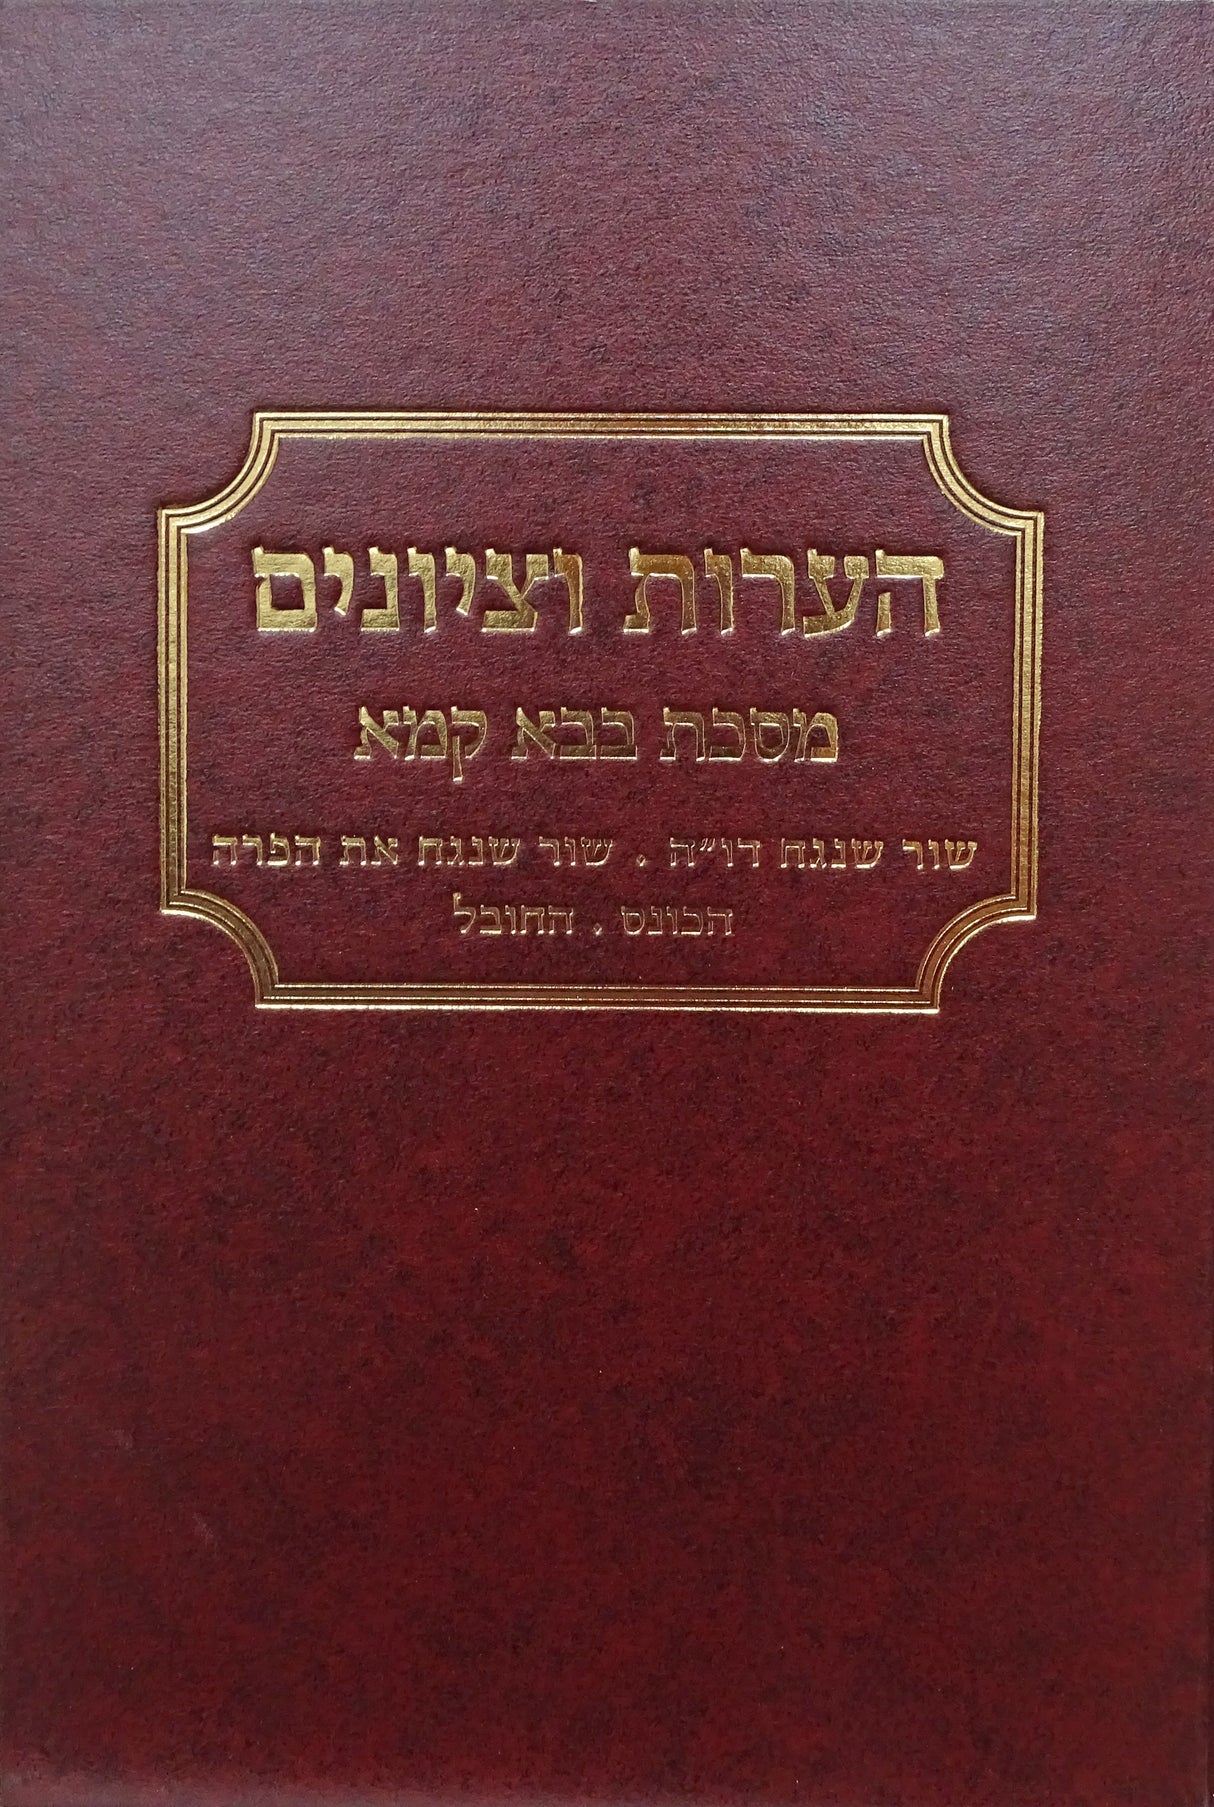 הערות וציונים
מסכת בבא קמא
שור שנגח דו״ה . שור שנגח את הפרה
הכונס . החובל